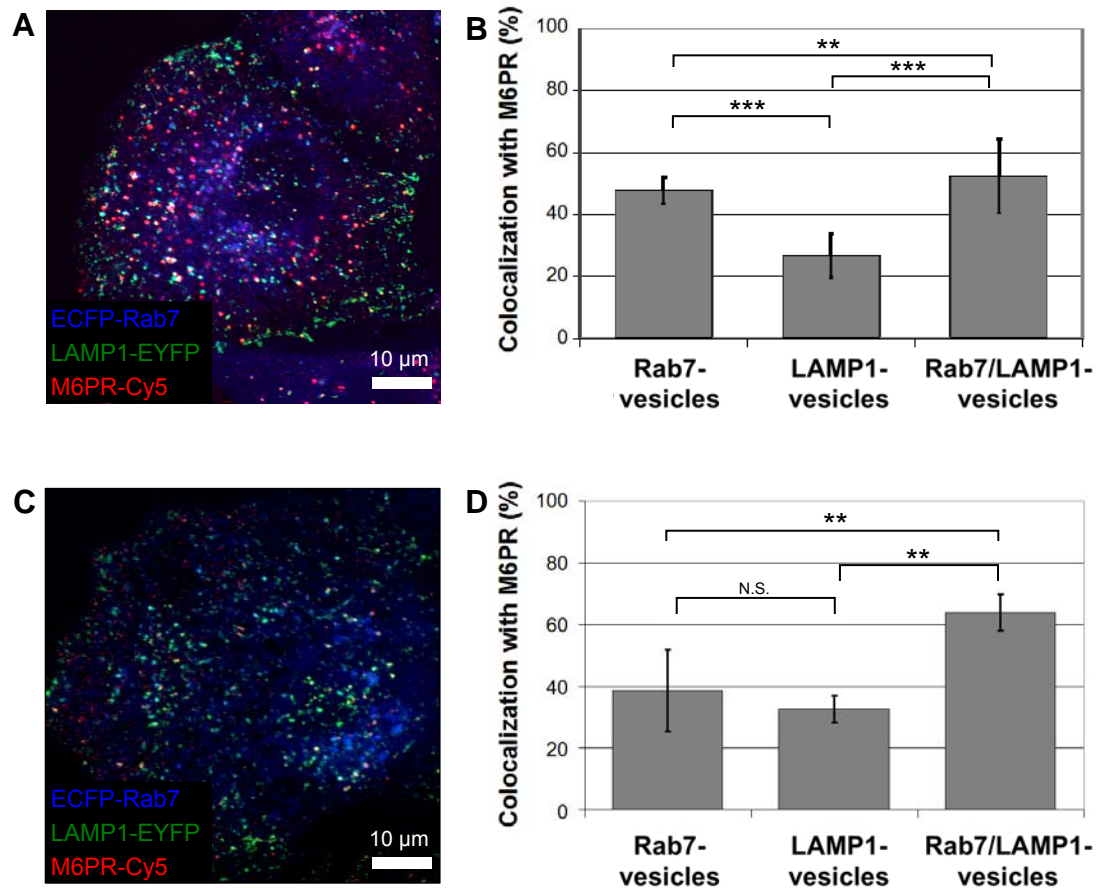 A
ECFP-Rab7
LAMP1-EYFP
M6PR-Cy5
10 µm
B
Colocalization with M6PR (%)
100
80
60
40
20
0
**
***
***
Rab7-
vesicles
LAMP1-
vesicles
Rab7/LAMP1-
vesicles
C
ECFP-Rab7
LAMP1-EYFP
M6PR-Cy5
10 µm
D
Colocalization with M6PR (%)
100
80
60
40
20
0
**
**
N.S.
Rab7-
vesicles
LAMP1-
vesicles
Rab7/LAMP1-
vesicles